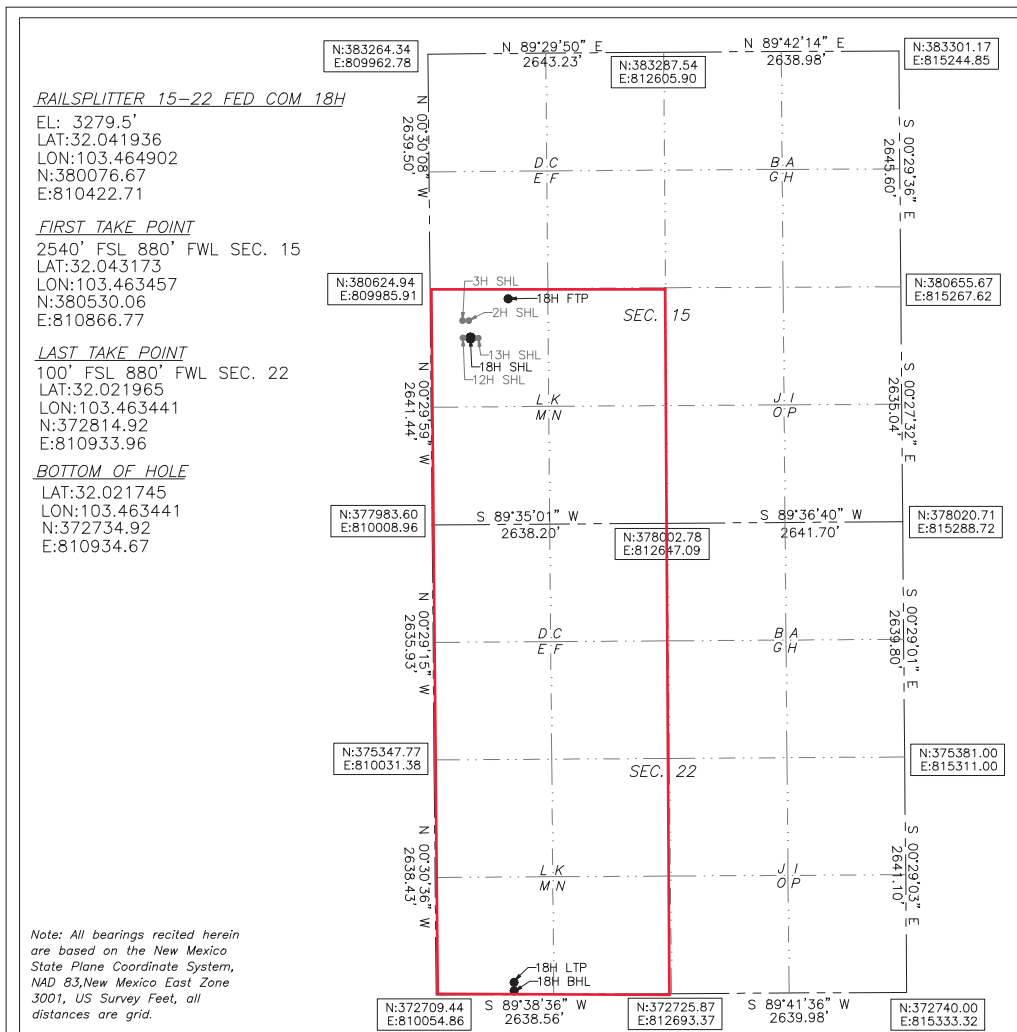 N:383264.34
E:809962.78
N 89°29'50" E
2643.23'
N:383287.54
E:812605.90
N 89°42'14" E
2638.98'
N:383301.17
E:815244.85
RAILSPLITTER 15-22 FED COM 18H
EL: 3279.5'
LAT:32.041936
LON:103.464902
N:380076.67
E:810422.71
N 00°30'08" W
2639.50'
D C
E F
B A
G H
S 00°29'36" E
2645.60'
FIRST TAKE POINT
2540' FSL 880' FWL SEC. 15
LAT:32.043173
LON:103.463457
N:380530.06
E:810866.77
N:380624.94
E:809985.91
3H SHL
18H FTP
2H SHL
SEC. 15
N:380655.67
E:815267.62
13H SHL
18H SHL
12H SHL
LAST TAKE POINT
100' FSL 880' FWL SEC. 22
LAT:32.021965
LON:103.463441
N:372814.92
E:810933.96
N 00°29'59" W
2641.44'
L K
M N
J I
O P
S 00°27'32" E
2635.04'
BOTTOM OF HOLE
LAT:32.021745
LON:103.463441
N:372734.92
E:810934.67
N:377983.60
E:810008.96
S 89°35'01" W
2638.20'
N:378002.78
E:812647.09
S 89°36'40" W
2641.70'
N:378020.71
E:815288.72
N 00°29'15" W
2635.93'
D C
E F
B A
G H
S 00°29'01" E
2639.80'
N:375347.77
E:810031.38
SEC. 22
N:375381.00
E:815311.00
N 00°30'36" W
2638.43'
L K
M N
J I
O P
S 00°29'03" E
2641.10'
Note: All bearings recited herein
are based on the New Mexico
State Plane Coordinate System,
NAD 83,New Mexico East Zone
3001, US Survey Feet, all
distances are grid.
18H LTP
18H BHL
N:372709.44
E:810054.86
S 89°38'36" W
2638.56'
N:372725.87
E:812693.37
S 89°41'36" W
2639.98'
N:372740.00
E:815333.32